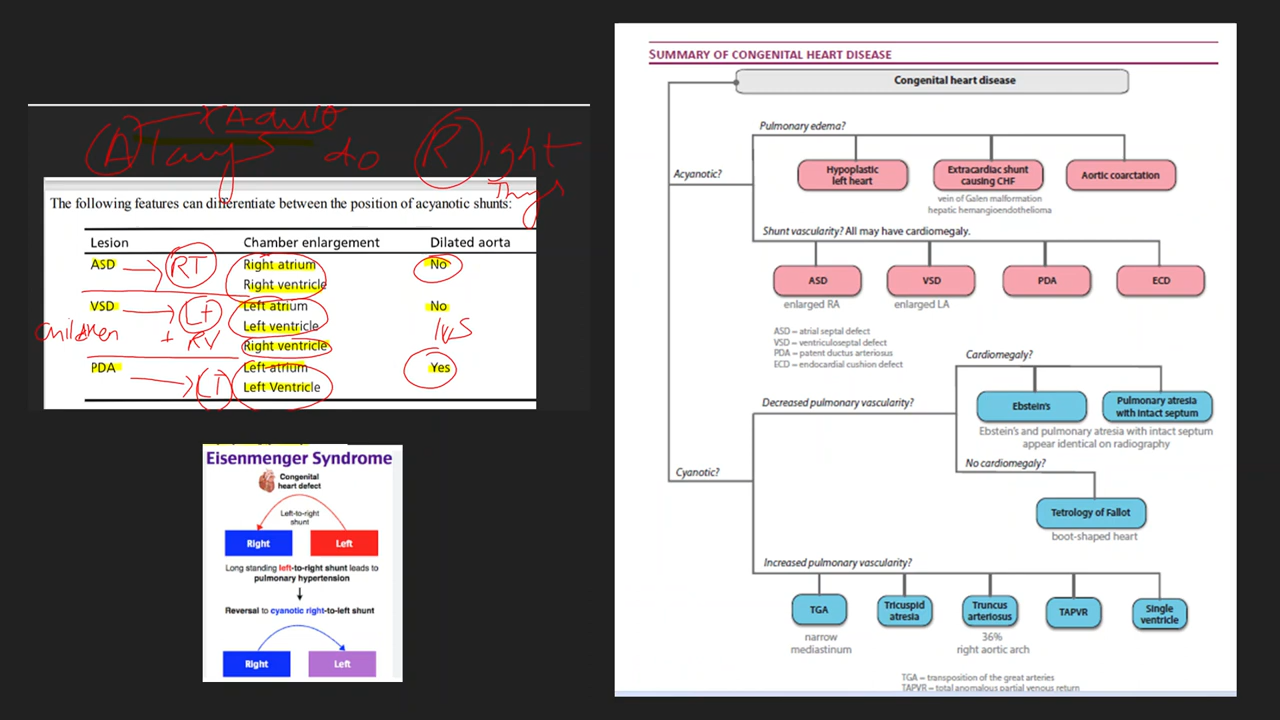 Adult
Always to Right
Things
The following features can differentiate between the position of acyanotic shunts:
Lesion Chamber enlargement Dilated aorta
ASD RT Right atrium No
Right ventricle
VSD LT Left atrium No
children + RV Left ventricle IVS
Right ventricle
PDA LT Left atrium Yes
Left Ventricle
Eisenmenger Syndrome
Congenital
heart defect
Left-to-right
shunt
Right Left
Long standing left-to-right shunt leads to
pulmonary hypertension
Reversal to cyanotic right-to-left shunt
Right Left
SUMMARY OF CONGENITAL HEART DISEASE
Congenital heart disease
Pulmonary edema?
Acyanotic?
Hypoplastic
left heart
Extracardiac shunt
causing CHF
Aortic coarctation
vein of Galen malformation
hepatic hemangioendothelioma
Shunt vascularity? All may have cardiomegaly.
ASD VSD PDA ECD
enlarged RA enlarged LA
ASD = atrial septal defect
VSD = ventriculoseptal defect
PDA = patent ductus arteriosus
ECD = endocardial cushion defect
Cardiomegaly?
Decreased pulmonary vascularity?
Ebstein's
Pulmonary atresia
with intact septum
Ebstein's and pulmonary atresia with intact septum
appear identical on radiography
No cardiomegaly?
Cyanotic?
Tetrology of Fallot
boot-shaped heart
Increased pulmonary vascularity?
TGA
Tricuspid
atresia
Truncus
arteriosus
TAPVR
Single
ventricle
narrow
mediastinum
36%
right aortic arch
TGA = transposition of the great arteries
TAPVR = total anomalous partial venous return